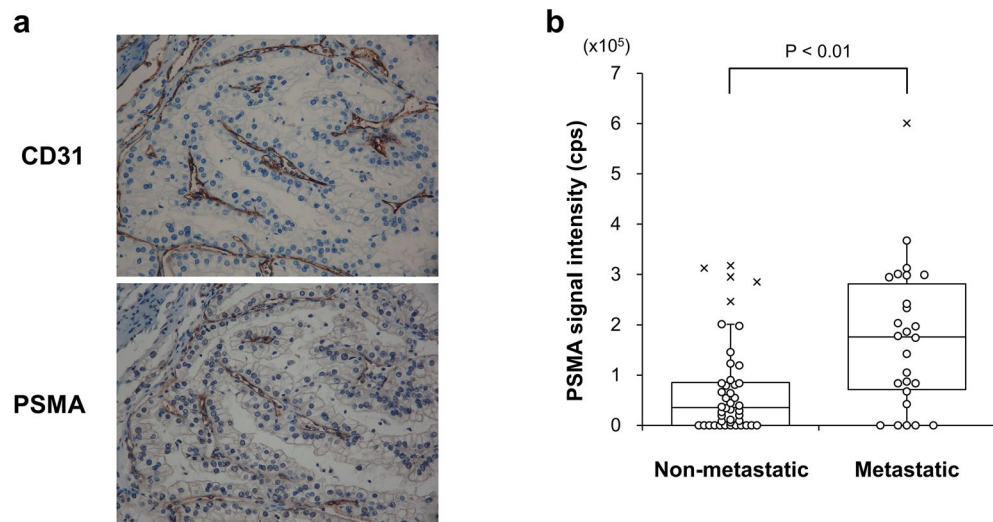 a
CD31
PSMA
b
(x10⁵)
P < 0.01
7
6
5
4
3
2
1
0
PSMA signal intensity (cps)
Non-metastatic
Metastatic